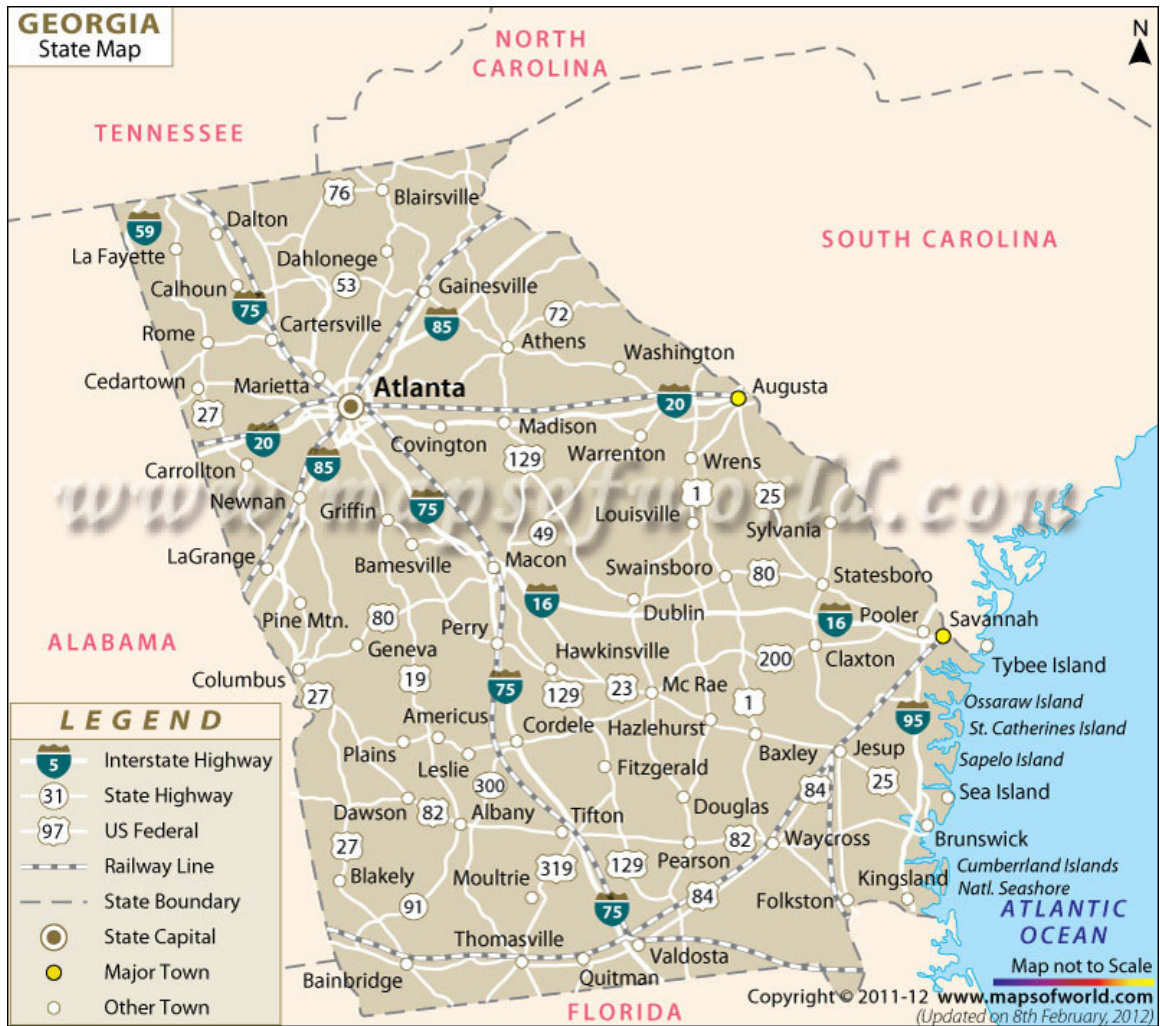 GEORGIA
State Map
N
NORTH
CAROLINA
TENNESSEE
SOUTH CAROLINA
76
Blairsville
59
Dalton
La Fayette
Dahlonege
53
Calhoun
Gainesville
75
85
72
Rome
Cartersville
Athens
Washington
Cedartown
Marietta
Atlanta
Augusta
27
20
20
Covington
Madison
Warrenton
Carrollton
85
129
Wrens
www.mapsofworld.com
Newnan
Griffin
75
1
25
Louisville
Sylvania
49
LaGrange
Bamesville
Macon
Swainsboro
80
Statesboro
16
Dublin
16
Pooler
Savannah
Pine Mtn.
80
Perry
ALABAMA
Geneva
Hawkinsville
200
Claxton
Tybee Island
Columbus
27
19
75
129
23
Mc Rae
1
95
Ossaraw Island
Americus
Cordele
Hazlehurst
St. Catherines Island
Plains
Leslie
Baxley
Jesup
Sapelo Island
300
Fitzgerald
84
25
Sea Island
Dawson
82
Albany
Tifton
Douglas
82
Waycross
Brunswick
27
Blakely
Moultrie
319
129
Pearson
84
Cumberrland Islands
Natl. Seashore
Kingsland
91
75
Folkston
ATLANTIC
OCEAN
Thomasville
Valdosta
Bainbridge
Quitman
FLORIDA
LEGEND
5 Interstate Highway
31 State Highway
97 US Federal
Railway Line
State Boundary
State Capital
Major Town
Other Town
Map not to Scale
Copyright © 2011-12 www.mapsofworld.com
(Updated on 8th February, 2012)